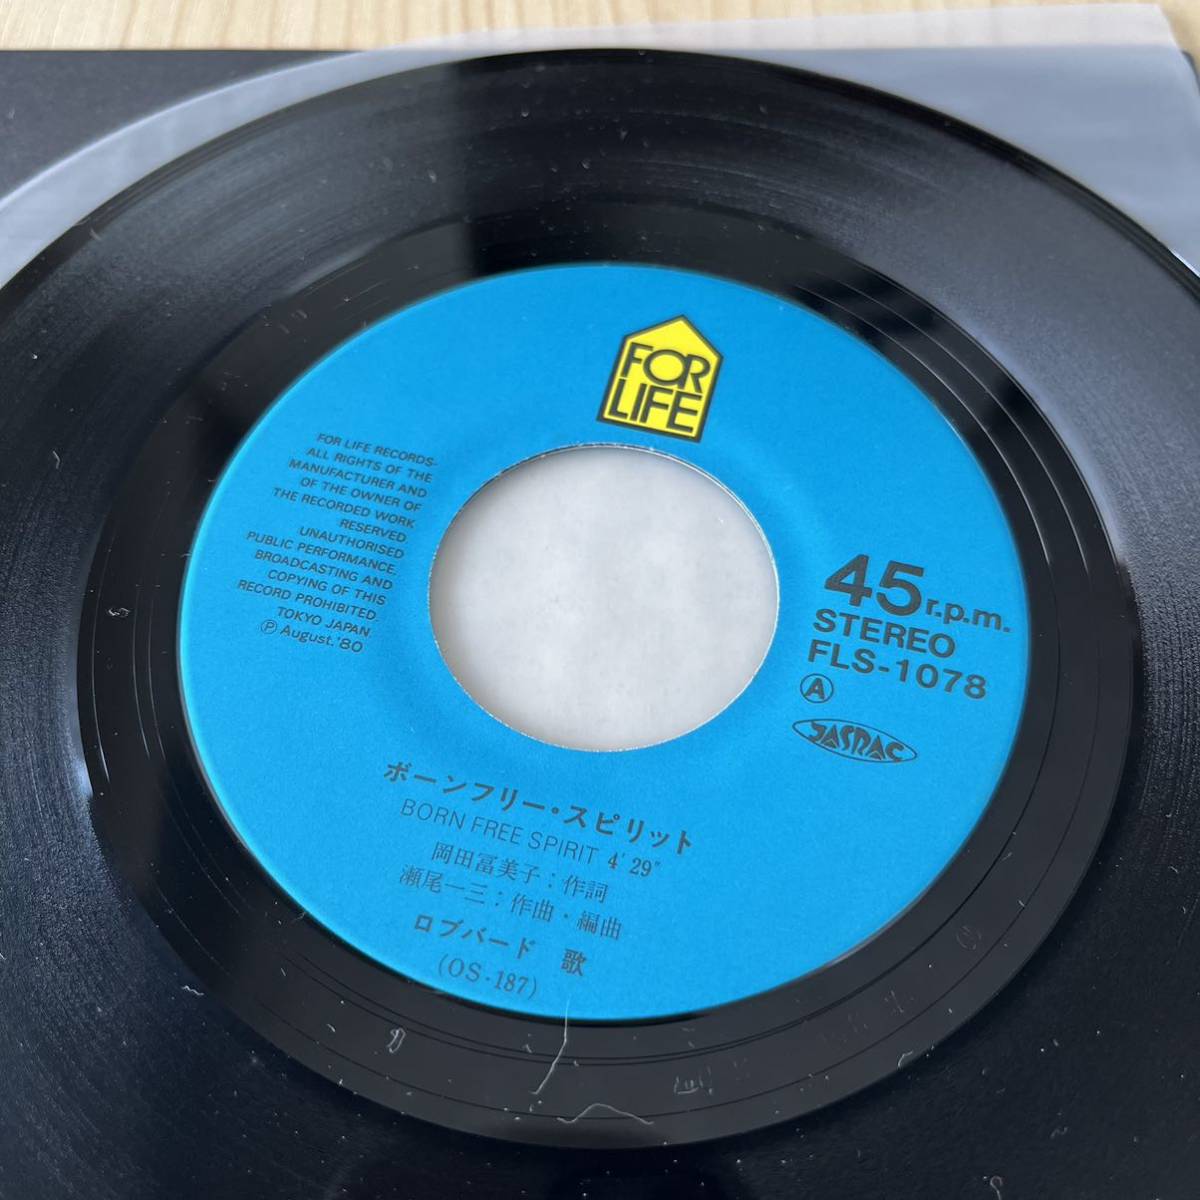 FOR
LIFE
FOR LIFE RECORDS-
ALL RIGHTS OF THE
MANUFACTURER AND
OF THE OWNER OF
THE RECORDED WORK
RESERVED
UNAUTHORISED
PUBLIC PERFORMANCE,
BROADCASTING AND
COPYING OF THIS
RECORD PROHIBITED.
TOKYO JAPAN
Ⓟ August.'80
45r.p.m.
STEREO
FLS-1078
Ⓐ
JASRAC
ボーンフリー・スピリット
BORN FREE SPIRIT 4' 29"
岡田冨美子：作詞
瀬尾一三：作曲・編曲
ロブバード 歌
(OS・187)